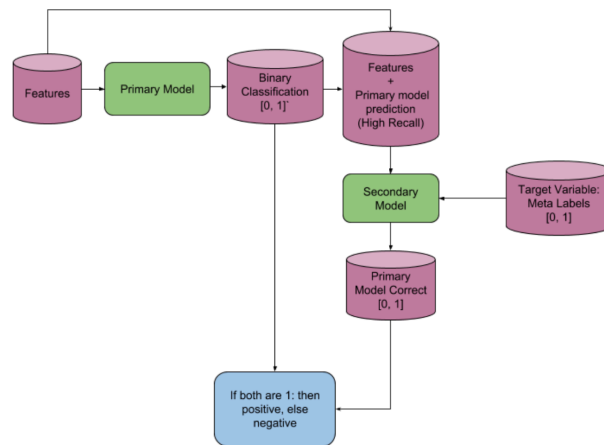 Features
Primary Model
Binary
Classification
[0, 1]*
Features
+
Primary model
prediction
(High Recall)
Secondary
Model
Target Variable:
Meta Labels
[0, 1]
Primary
Model Correct
[0, 1]
If both are 1: then
positive, else
negative